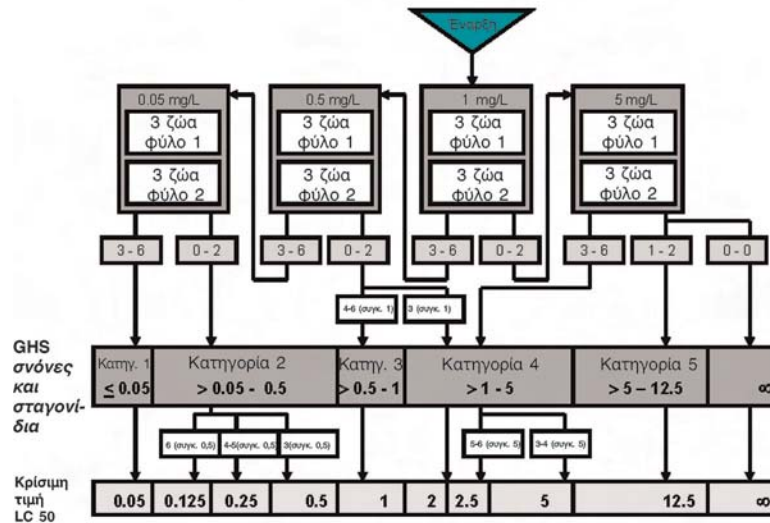 Έναρξη
0.05 mg/L
0.5 mg/L
1 mg/L
5 mg/L
3 ζώα
φύλο 1
3 ζώα
φύλο 1
3 ζώα
φύλο 1
3 ζώα
φύλο 1
3 ζώα
φύλο 2
3 ζώα
φύλο 2
3 ζώα
φύλο 2
3 ζώα
φύλο 2
3 - 6
0 - 2
3 - 6
0 - 2
3 - 6
0 - 2
3 - 6
1 - 2
0 - 0
4-6 (συγκ. 1)
3 (συγκ. 1)
GHS
σνόνες
και
σταγονί-
δια
Κατηγ. 1
≤ 0.05
Κατηγορία 2
> 0.05 - 0.5
Κατηγ. 3
> 0.5 - 1
Κατηγορία 4
> 1 - 5
Κατηγορία 5
> 5 – 12.5
∞
6 (συγκ. 0,5)
4-5(συγκ. 0,5)
3(συγκ. 0,5)
5-6 (συγκ. 5)
3-4 (συγκ. 5)
Κρίσιμη
τιμή
LC 50
0.05
0.125
0.25
0.5
1
2
2.5
5
12.5
∞